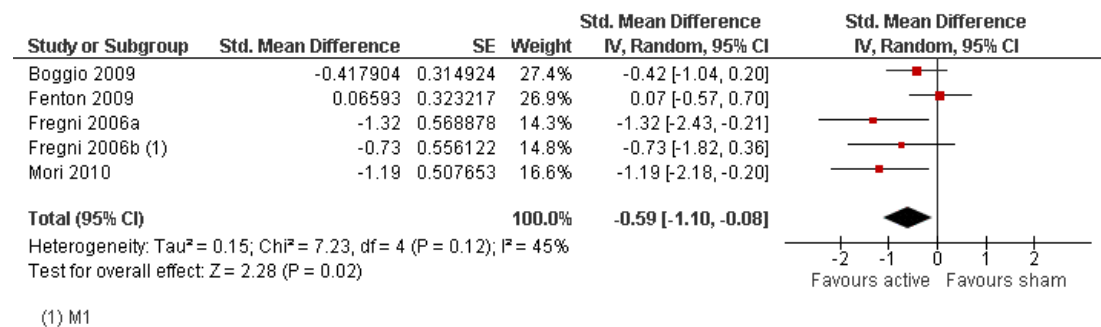 Std. Mean Difference Std. Mean Difference
Study or Subgroup Std. Mean Difference SE Weight IV, Random, 95% CI IV, Random, 95% CI
Boggio 2009 -0.417904 0.314924 27.4% -0.42 [-1.04, 0.20]
Fenton 2009 0.06593 0.323217 26.9% 0.07 [-0.57, 0.70]
Fregni 2006a -1.32 0.568878 14.3% -1.32 [-2.43, -0.21]
Fregni 2006b (1) -0.73 0.556122 14.8% -0.73 [-1.82, 0.36]
Mori 2010 -1.19 0.507653 16.6% -1.19 [-2.18, -0.20]
Total (95% CI) 100.0% -0.59 [-1.10, -0.08]
Heterogeneity: Tau² = 0.15; Chi² = 7.23, df = 4 (P = 0.12); I² = 45%
Test for overall effect: Z = 2.28 (P = 0.02)
-2 -1 0 1 2
Favours active Favours sham
(1) M1